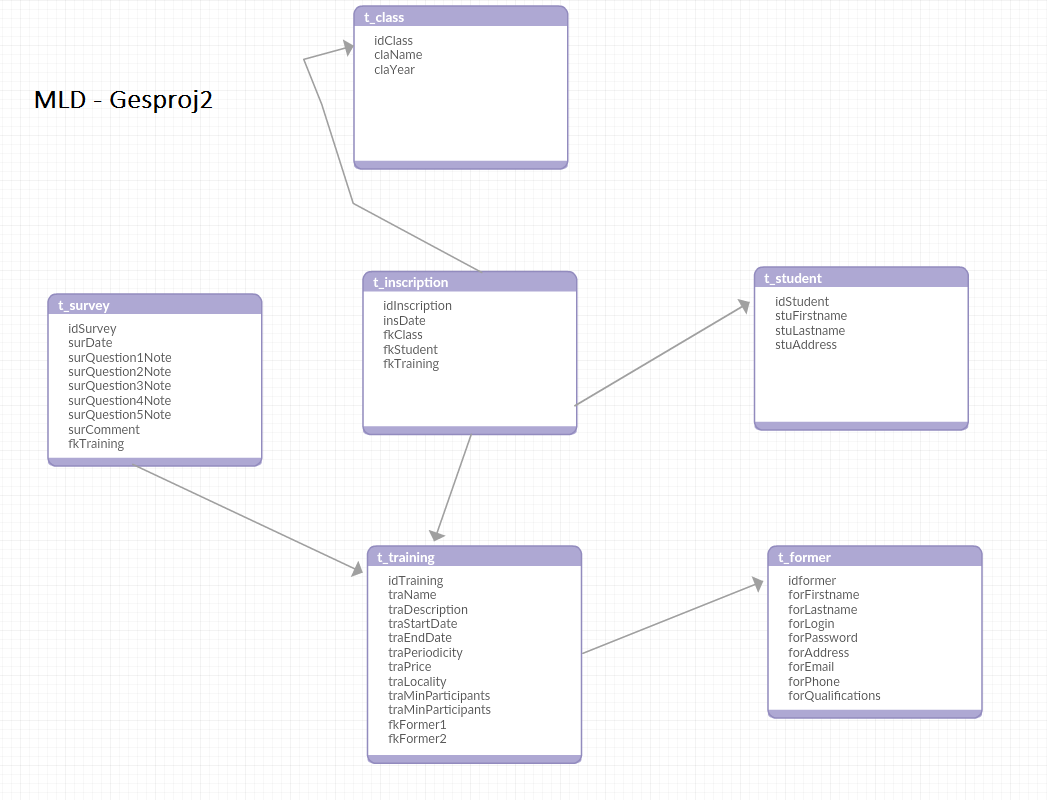 t_class
idClass
claName
claYear
MLD - Gesproj2
t_inscription
idInscription
insDate
fkClass
fkStudent
fkTraining
t_student
idStudent
stuFirstname
stuLastname
stuAddress
t_survey
idSurvey
surDate
surQuestion1Note
surQuestion2Note
surQuestion3Note
surQuestion4Note
surQuestion5Note
surComment
fkTraining
t_training
idTraining
traName
traDescription
traStartDate
traEndDate
traPeriodicity
traPrice
traLocality
traMinParticipants
traMinParticipants
fkFormer1
fkFormer2
t_former
idformer
forFirstname
forLastname
forLogin
forPassword
forAddress
forEmail
forPhone
forQualifications